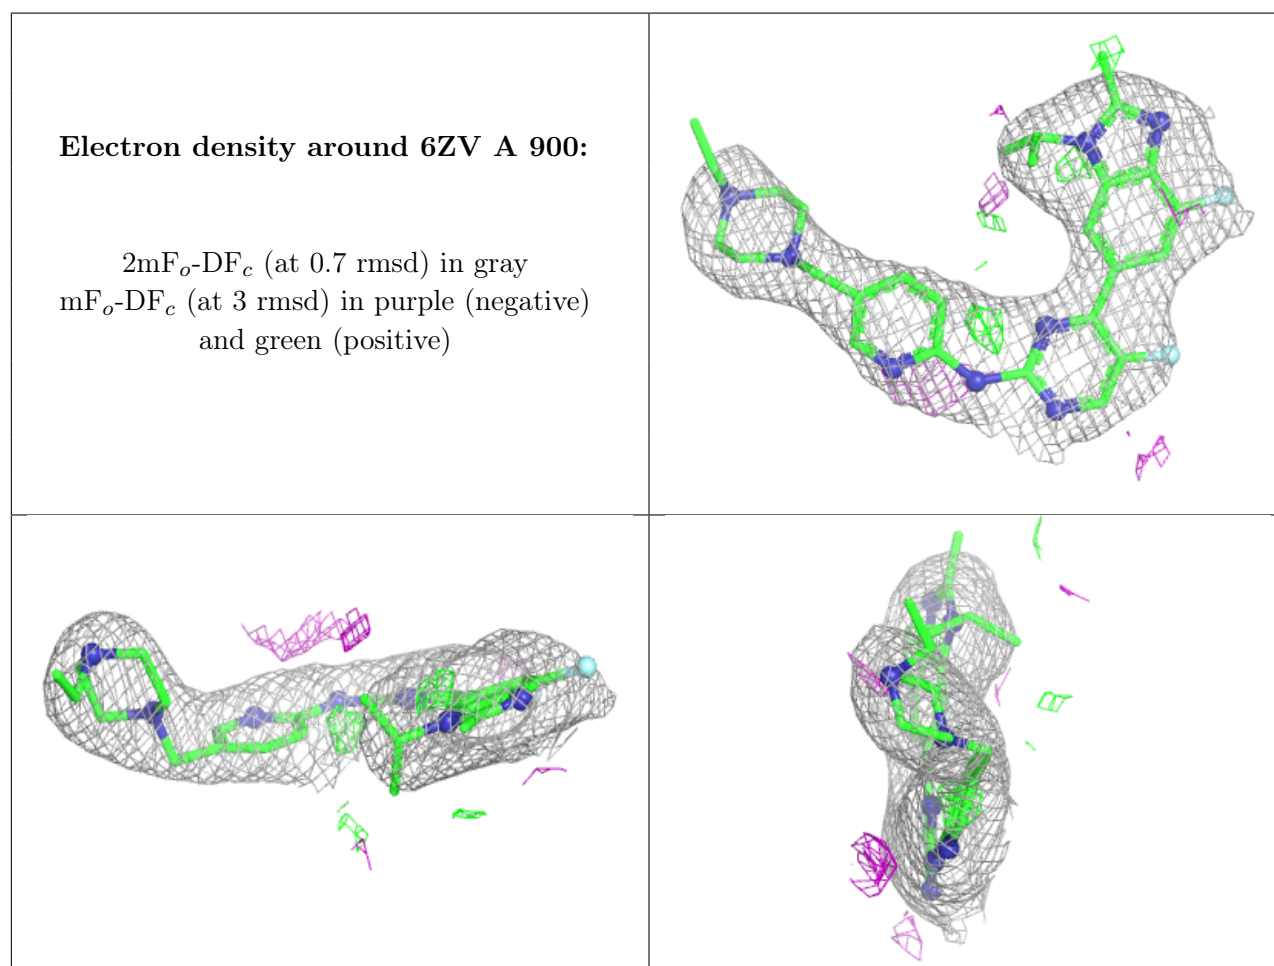 Electron density around 6ZV A 900:
2mFo-DFc (at 0.7 rmsd) in gray
mFo-DFc (at 3 rmsd) in purple (negative)
and green (positive)